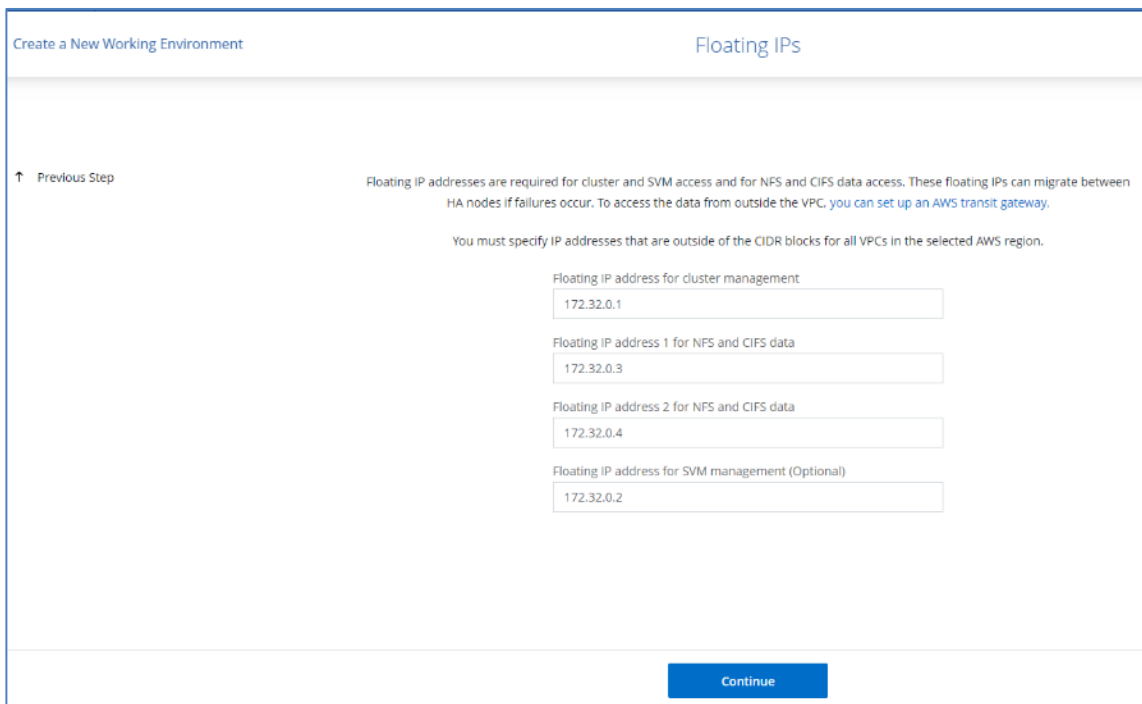 Create a New Working Environment
Floating IPs
↑ Previous Step
Floating IP addresses are required for cluster and SVM access and for NFS and CIFS data access. These floating IPs can migrate between
HA nodes if failures occur. To access the data from outside the VPC, you can set up an AWS transit gateway.
You must specify IP addresses that are outside of the CIDR blocks for all VPCs in the selected AWS region.
Floating IP address for cluster management
172.32.0.1
Floating IP address 1 for NFS and CIFS data
172.32.0.3
Floating IP address 2 for NFS and CIFS data
172.32.0.4
Floating IP address for SVM management (Optional)
172.32.0.2
Continue